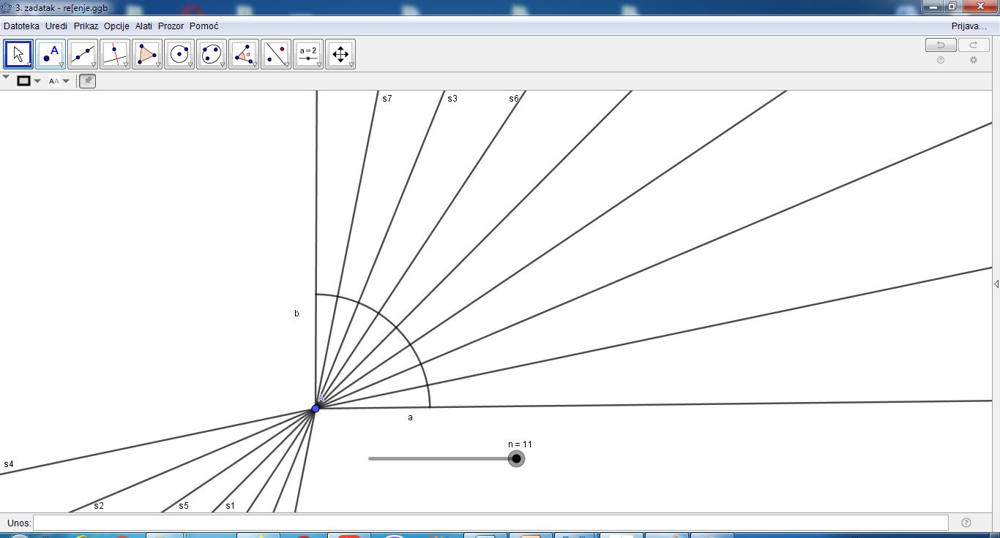 3. zadatak - re[enje.ggb
Datoteka Uredi Prikaz Opcije Alati Prozor Pomoć Prijava...
A α a = 2
AA
s7 s3 s6
b
A
a
n = 11
s4
s2 s5 s1
Unos: